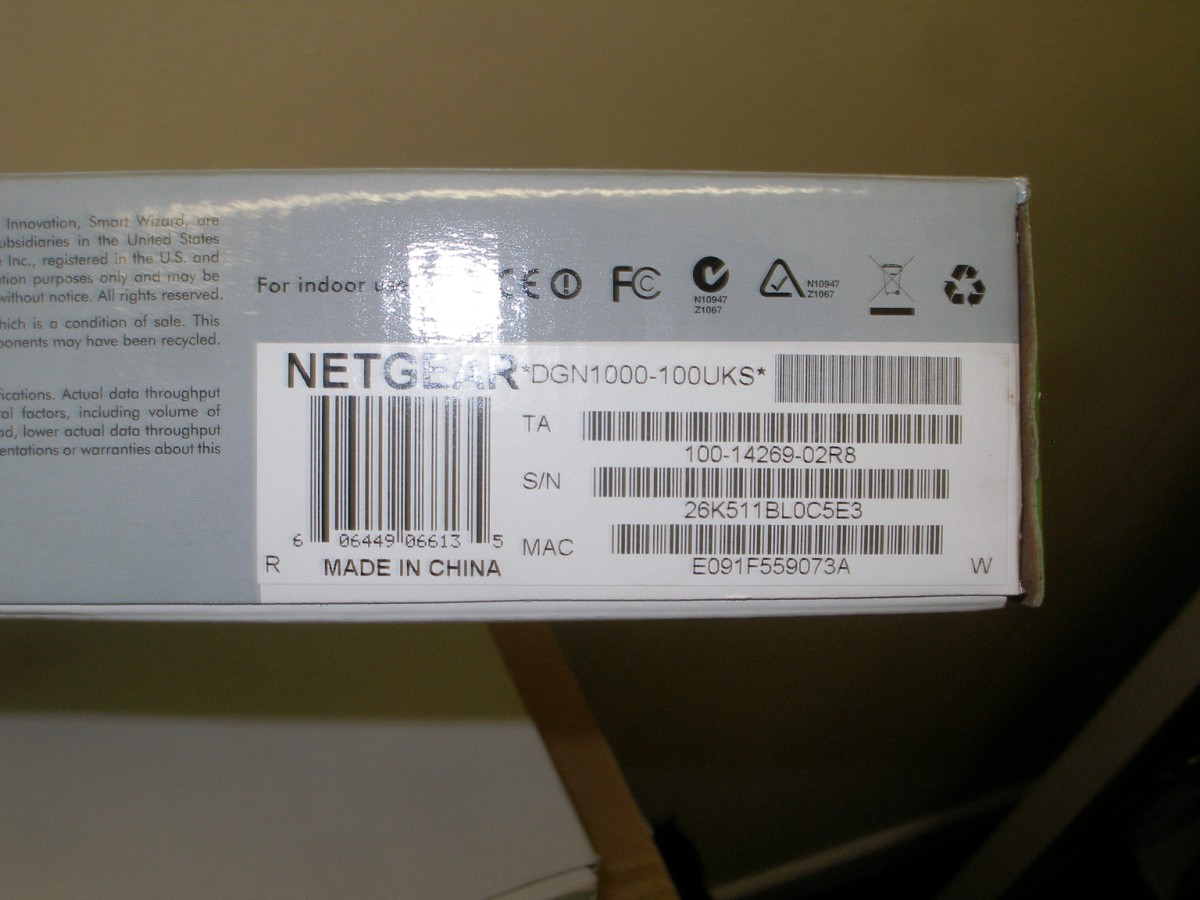 Innovation, Smart Wizard, are
ubsidiaries in the United States
Inc., registered in the U.S. and
tion purposes only and may be
without notice. All rights reserved.
hich is a condition of sale. This
onents may have been recycled.
fications. Actual data throughput
al factors, including volume of
ad, lower actual data throughput
entations or warranties about this
For indoor use CE FC
N10947
Z1067
N10947
Z1067
NETGEAR
*DGN1000-100UKS*
TA
100-14269-02R8
S/N
26K511BL0C5E3
MAC
E091F559073A
6 06449 06613 5
R MADE IN CHINA W